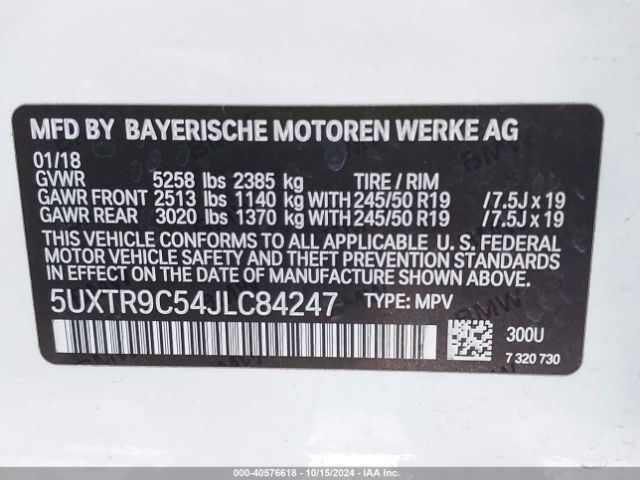 MFD BY BAYERISCHE MOTOREN WERKE AG
01/18
GVWR 5258 lbs 2385 kg TIRE / RIM
GAWR FRONT 2513 lbs 1140 kg WITH 245/50 R19 /7.5J x 19
GAWR REAR 3020 lbs 1370 kg WITH 245/50 R19 /7.5J x 19
THIS VEHICLE CONFORMS TO ALL APPLICABLE U. S. FEDERAL
MOTOR VEHICLE SAFETY AND THEFT PREVENTION STANDARDS
IN EFFECT ON THE DATE OF MANUFACTURE SHOWN ABOVE.
5UXTR9C54JLC84247 TYPE: MPV
300U
7 320 730
000-40576618 - 10/15/2024 - IAA Inc.